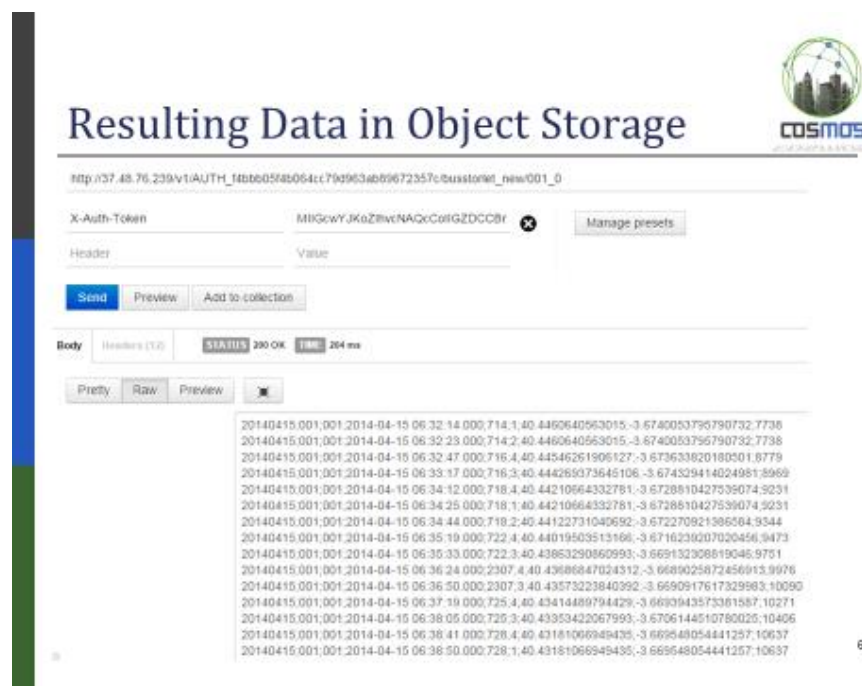 COSMOS
Resulting Data in Object Storage
X-Auth-Token
Manage presets
Header Value
Send Preview Add to collection
Body Headers (12) STATUS 200 OK TIME 204 ms
Pretty Raw Preview
20140415;001;001;2014-04-15 06:32:14.000;714;1;40.4460640563015;-3.6740053795790732;7738
20140415;001;001;2014-04-15 06:32:23.000;714;2;40.4460640563015;-3.6740053795790732;7738
20140415;001;001;2014-04-15 06:32:47.000;716;4;40.44546261906127;-3.673633820180501;8779
20140415;001;001;2014-04-15 06:33:17.000;716;3;40.444269373645106;-3.674329414024981;8969
20140415;001;001;2014-04-15 06:34:12.000;718;4;40.44210664332781;-3.6728810427539074;9231
20140415;001;001;2014-04-15 06:34:25.000;718;1;40.44210664332781;-3.6728810427539074;9231
20140415;001;001;2014-04-15 06:34:44.000;718;2;40.44122731040692;-3.672270921386584;9344
20140415;001;001;2014-04-15 06:35:19.000;722;4;40.44019503513166;-3.6716239207020456;9473
20140415;001;001;2014-04-15 06:35:33.000;722;3;40.43863290860993;-3.669132308819046;9751
20140415;001;001;2014-04-15 06:36:24.000;2307;4;40.43686847024312;-3.6689025872456913;9976
20140415;001;001;2014-04-15 06:36:50.000;2307;3;40.43573223840392;-3.6690917617329983;10090
20140415;001;001;2014-04-15 06:37:19.000;725;4;40.43414489794429;-3.6693943573381587;10271
20140415;001;001;2014-04-15 06:38:05.000;725;3;40.43353422067993;-3.6706144510780025;10406
20140415;001;001;2014-04-15 06:38:41.000;728;4;40.43181066949435;-3.669548054441257;10637
20140415;001;001;2014-04-15 06:38:50.000;728;1;40.43181066949435;-3.669548054441257;10637
6